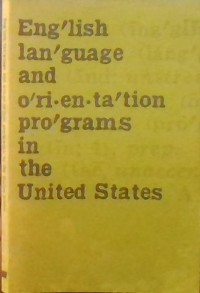 Eng'lish
lan'guage
and
o'ri·en·ta'tion
pro'grams
in
the
United States